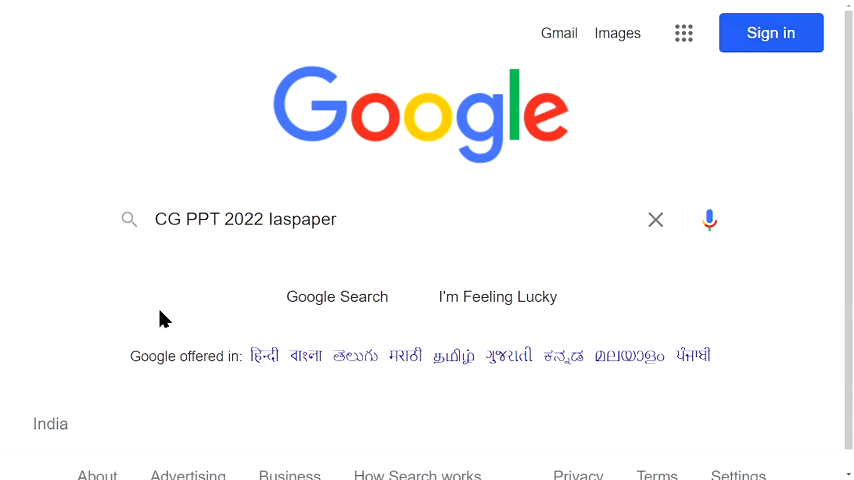 Gmail Images Sign in
Google
CG PPT 2022 Iaspaper
Google Search I'm Feeling Lucky
Google offered in: हिन्दी বাংলা తెలుగు मराठी தமிழ் ગુજરાતી ಕನ್ನಡ മലയാളം ਪੰਜਾਬੀ
India
About Advertising Business How Search works Privacy Terms Settings